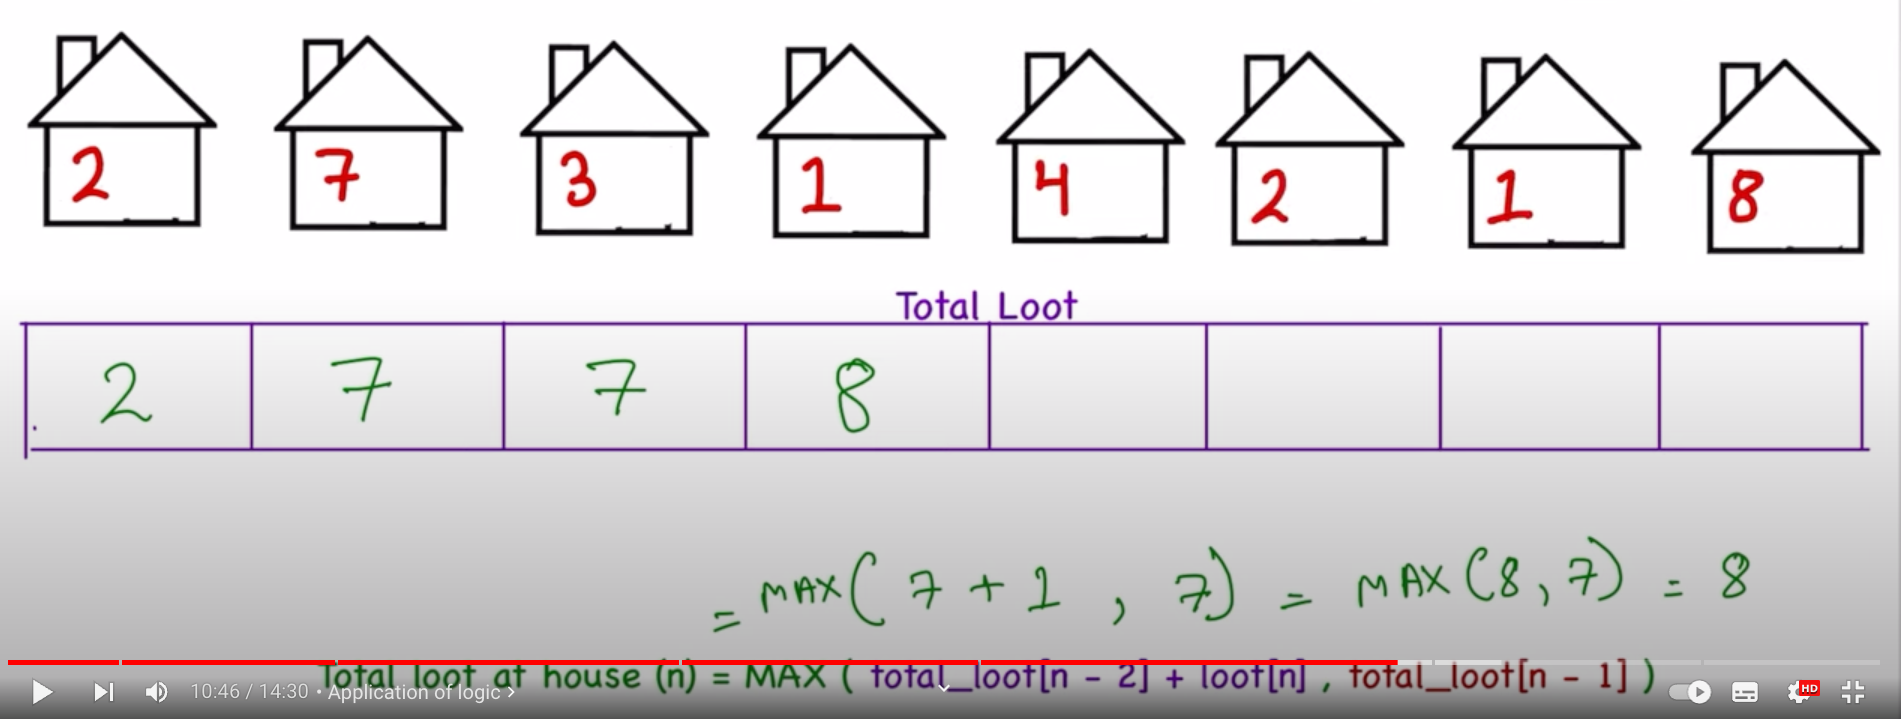 2 7 3 1 4 2 1 8
Total Loot
2 7 7 8
= MAX( 7 + 1 , 7) = MAX(8,7) = 8
Total loot at house (n) = MAX ( total_loot[n - 2] + loot[n] , total_loot[n - 1] )
10:46 / 14:30 • Application of logic >
HD